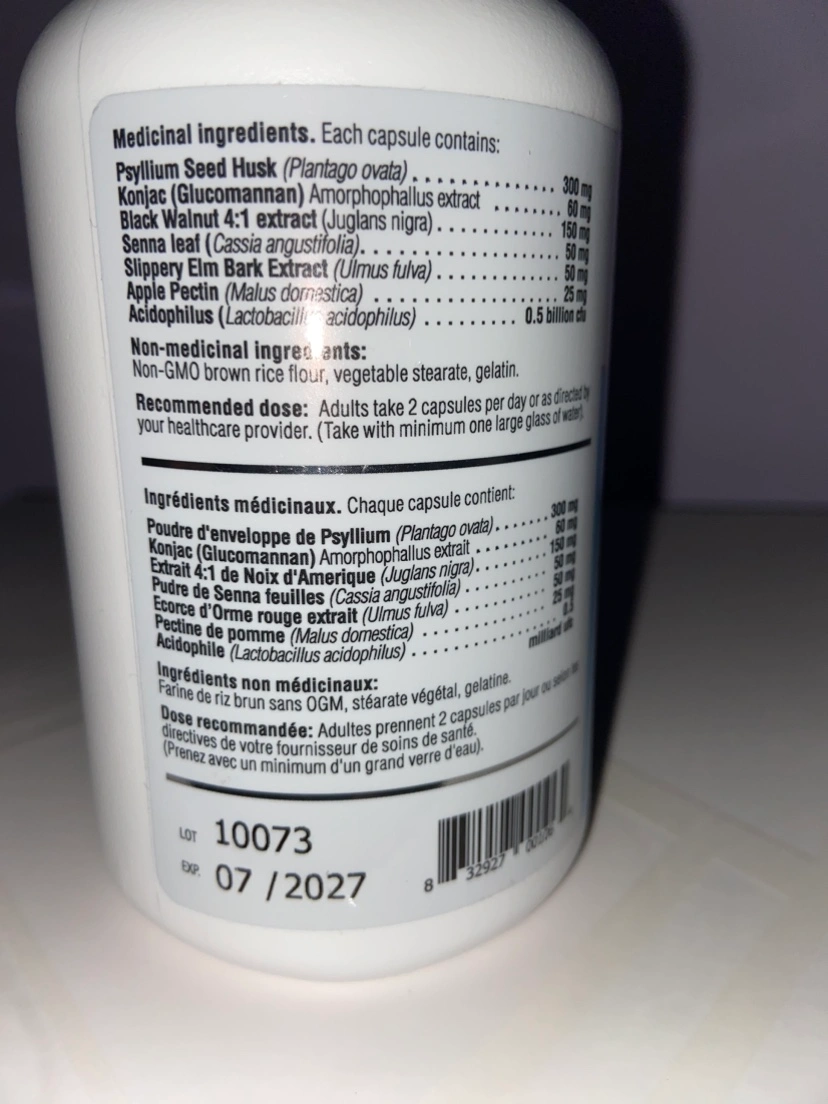 Medicinal ingredients. Each capsule contains:
Psyllium Seed Husk (Plantago ovata) . . . . . . . . . . . . . . . 300 mg
Konjac (Glucomannan) Amorphophallus extract . . . . . . . . 60 mg
Black Walnut 4:1 extract (Juglans nigra) . . . . . . . . . . . . . 150 mg
Senna leaf (Cassia angustifolia). . . . . . . . . . . . . . . . . . . . 50 mg
Slippery Elm Bark Extract (Ulmus fulva) . . . . . . . . . . . . . 50 mg
Apple Pectin (Malus domestica) . . . . . . . . . . . . . . . . . . . 25 mg
Acidophilus (Lactobacillus acidophilus) . . . . . . . . . 0.5 billion cfu
Non-medicinal ingredients:
Non-GMO brown rice flour, vegetable stearate, gelatin.
Recommended dose: Adults take 2 capsules per day or as directed by
your healthcare provider. (Take with minimum one large glass of water).
Ingrédients médicinaux. Chaque capsule contient:
Poudre d'enveloppe de Psyllium (Plantago ovata). . . . . . . 300 mg
Konjac (Glucomannan) Amorphophallus extrait . . . . . . . . 60 mg
Extrait 4:1 de Noix d'Amerique (Juglans nigra). . . . . . . . 150 mg
Pudre de Senna feuilles (Cassia angustifolia) . . . . . . . . . 50 mg
Ecorce d'Orme rouge extrait (Ulmus fulva) . . . . . . . . . . 50 mg
Pectine de pomme (Malus domestica) . . . . . . . . . . . . . 25 mg
Acidophile (Lactobacillus acidophilus) . . . . . . . . . . . . . 0.5
milliard ufc
Ingrédients non médicinaux:
Farine de riz brun sans OGM, stéarate végétal, gelatine.
Dose recommandée: Adultes prennent 2 capsules par jour ou selon les
directives de votre fournisseur de soins de santé.
(Prenez avec un minimum d'un grand verre d'eau).
LOT 10073
EXP. 07 /2027
8 32927